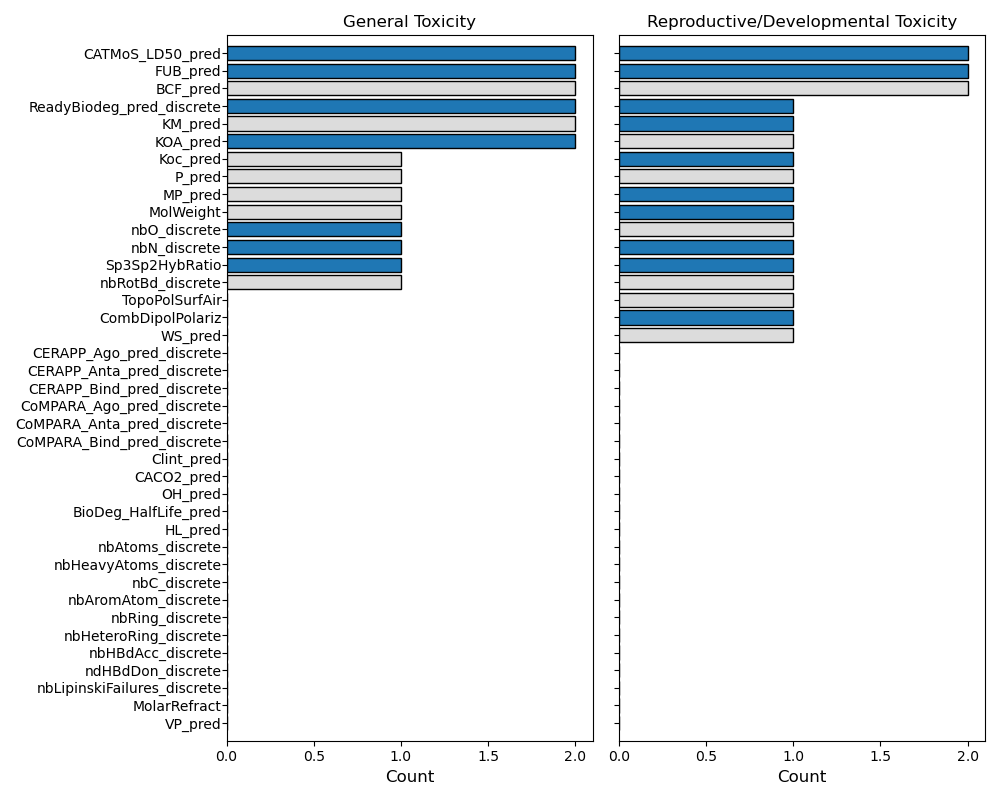 General Toxicity
Reproductive/Developmental Toxicity
CATMoS_LD50_pred
FUB_pred
BCF_pred
ReadyBiodeg_pred_discrete
KM_pred
KOA_pred
Koc_pred
P_pred
MP_pred
MolWeight
nbO_discrete
nbN_discrete
Sp3Sp2HybRatio
nbRotBd_discrete
TopoPolSurfAir
CombDipolPolariz
WS_pred
CERAPP_Ago_pred_discrete
CERAPP_Anta_pred_discrete
CERAPP_Bind_pred_discrete
CoMPARA_Ago_pred_discrete
CoMPARA_Anta_pred_discrete
CoMPARA_Bind_pred_discrete
Clint_pred
CACO2_pred
OH_pred
BioDeg_HalfLife_pred
HL_pred
nbAtoms_discrete
nbHeavyAtoms_discrete
nbC_discrete
nbAromAtom_discrete
nbRing_discrete
nbHeteroRing_discrete
nbHBdAcc_discrete
ndHBdDon_discrete
nbLipinskiFailures_discrete
MolarRefract
VP_pred
0.0 0.5 1.0 1.5 2.0
0.0 0.5 1.0 1.5 2.0
Count
Count